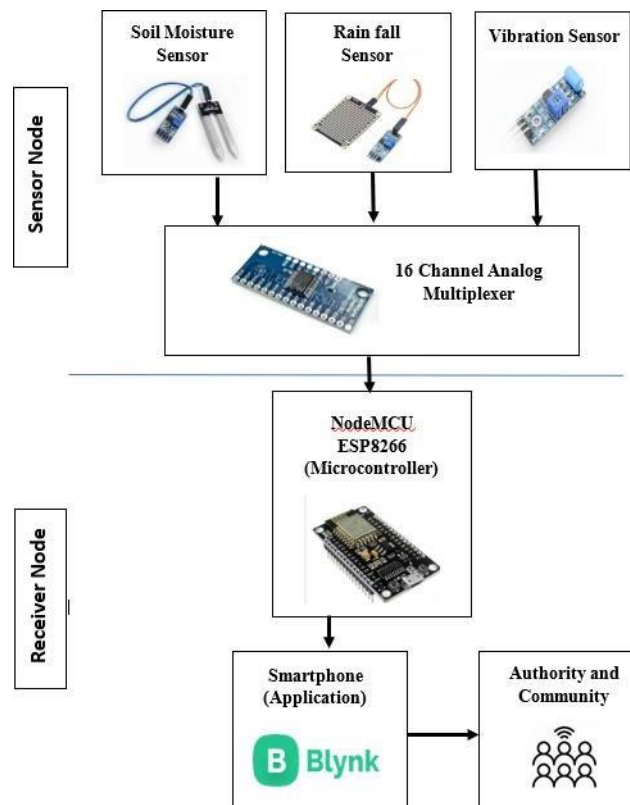 Soil Moisture
Sensor
Rain fall
Sensor
Vibration Sensor
Sensor Node
16 Channel Analog
Multiplexer
NodeMCU
ESP8266
(Microcontroller)
Receiver Node
Smartphone
(Application)
B Blynk
Authority and
Community